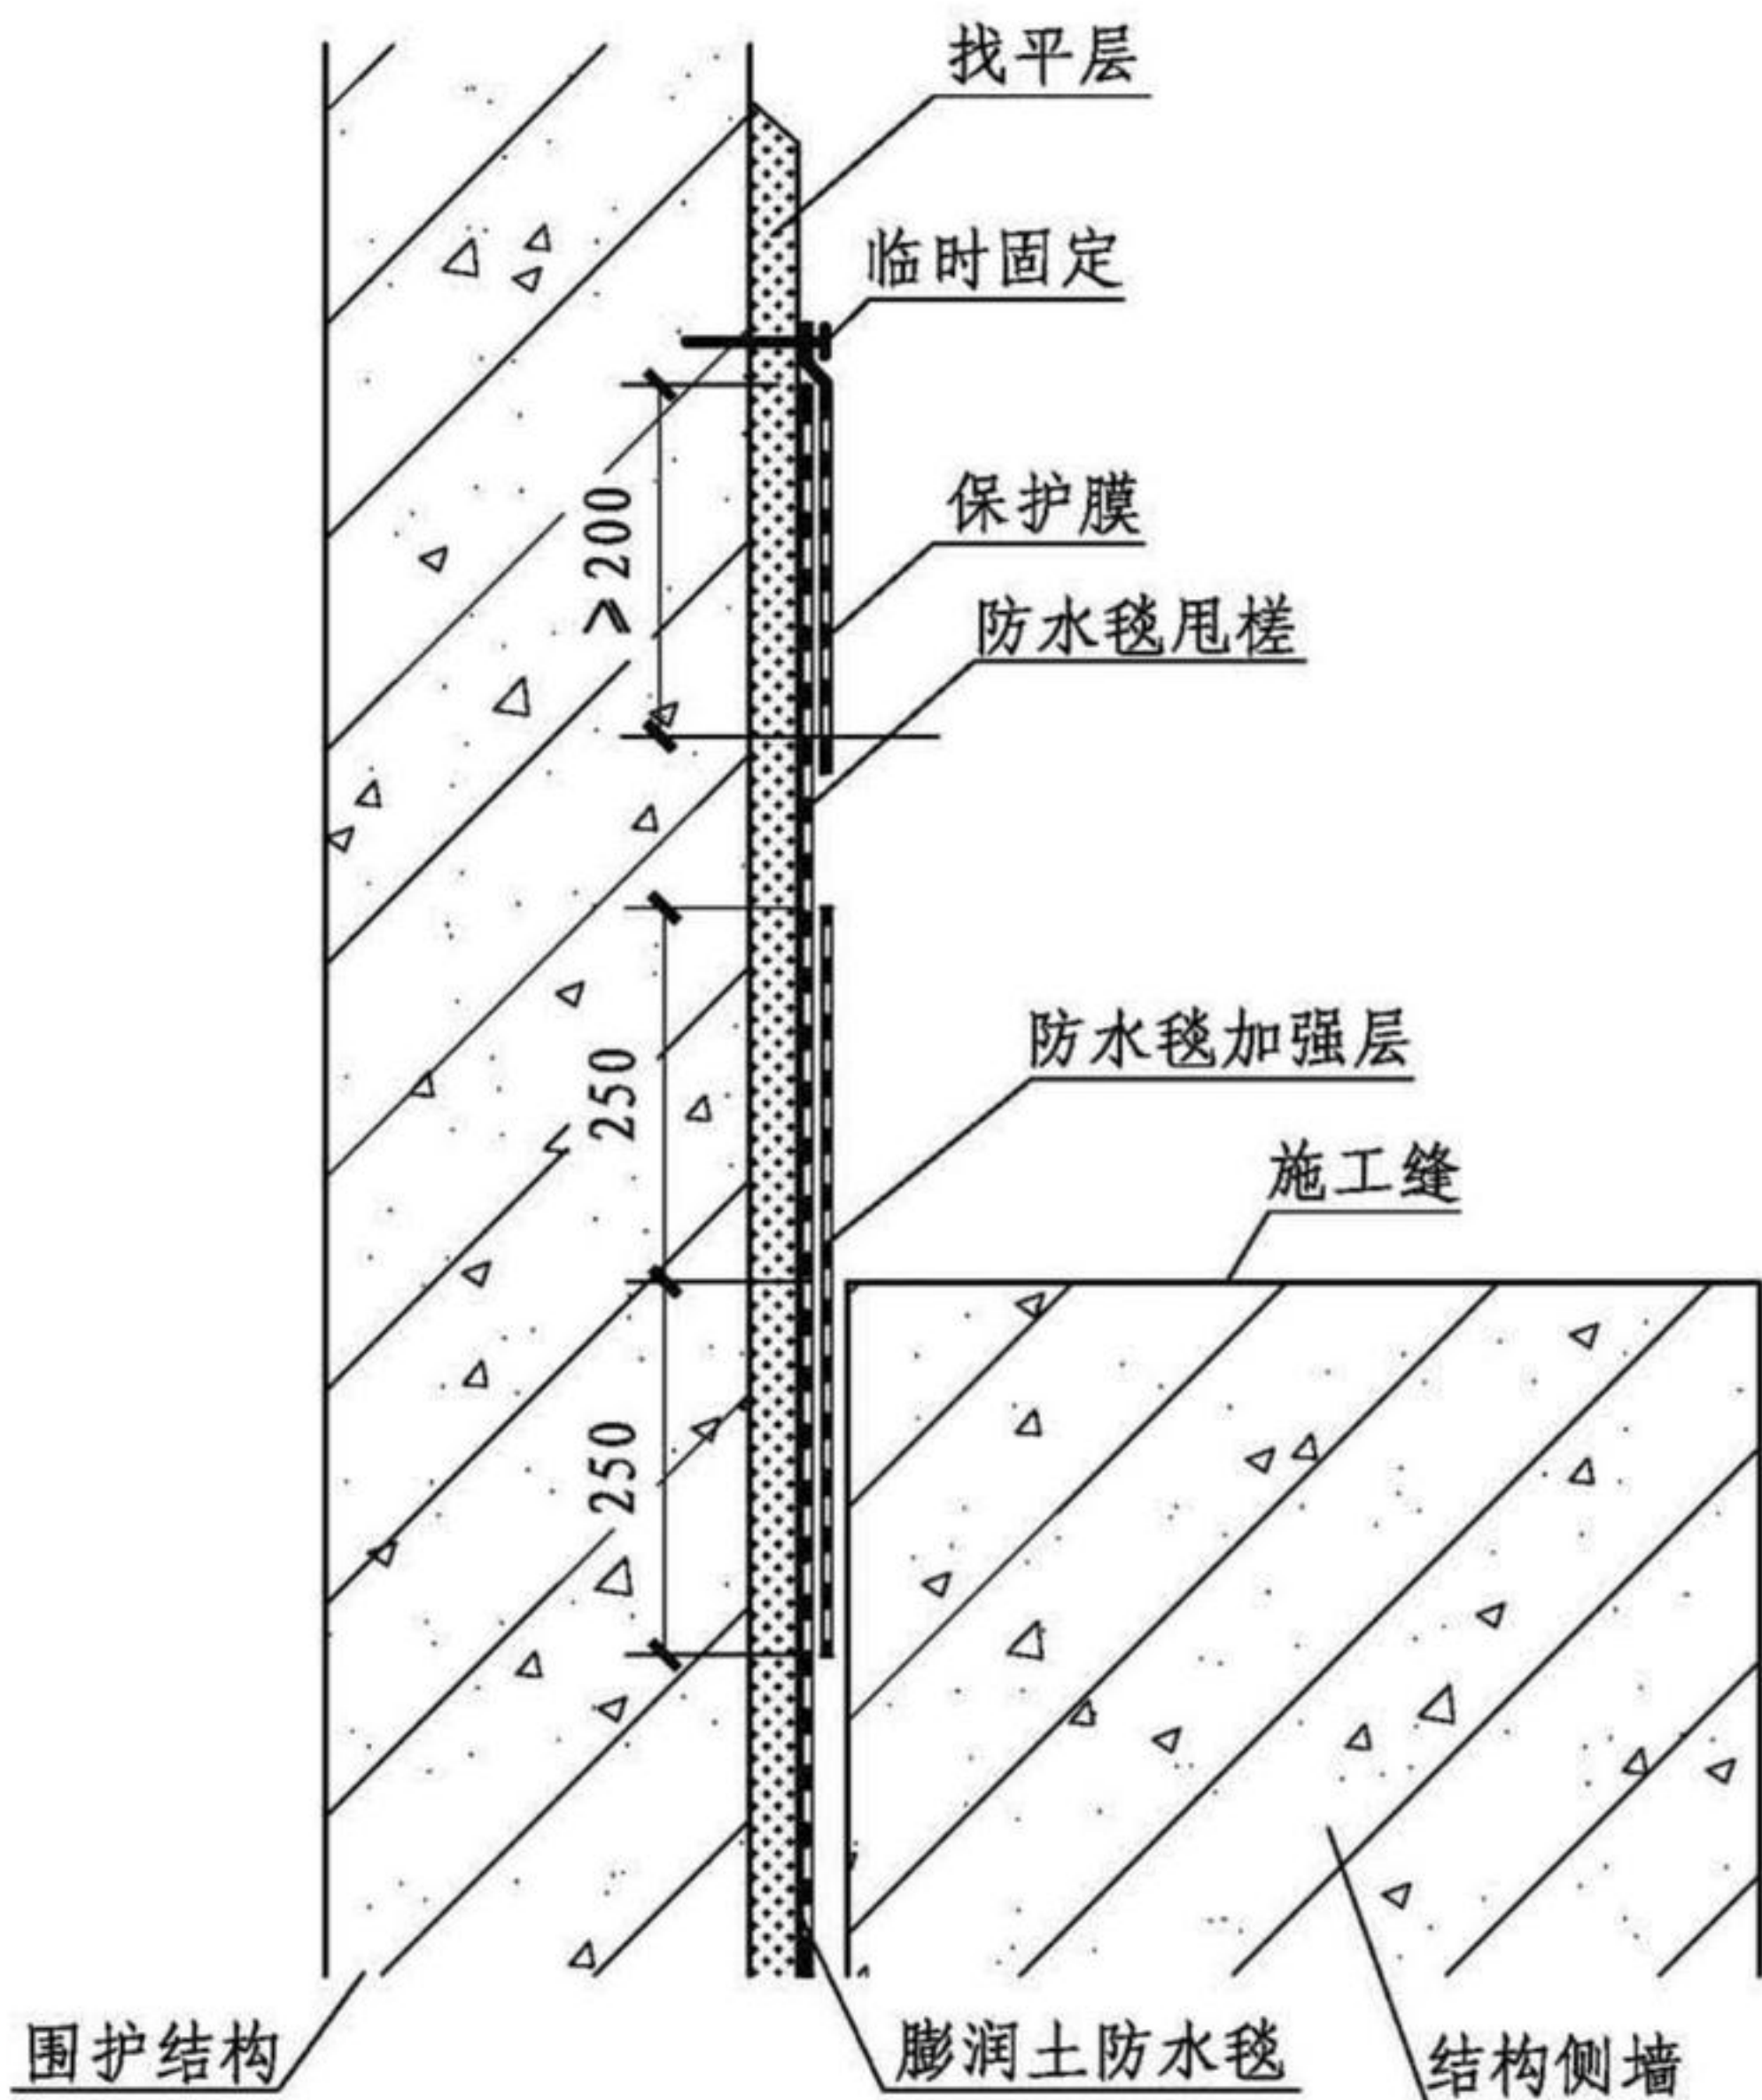 找平层
临时固定
保护膜
≥200
防水毯甩槎
防水毯加强层
250
施工缝
250
围护结构
膨润土防水毯
结构侧墙